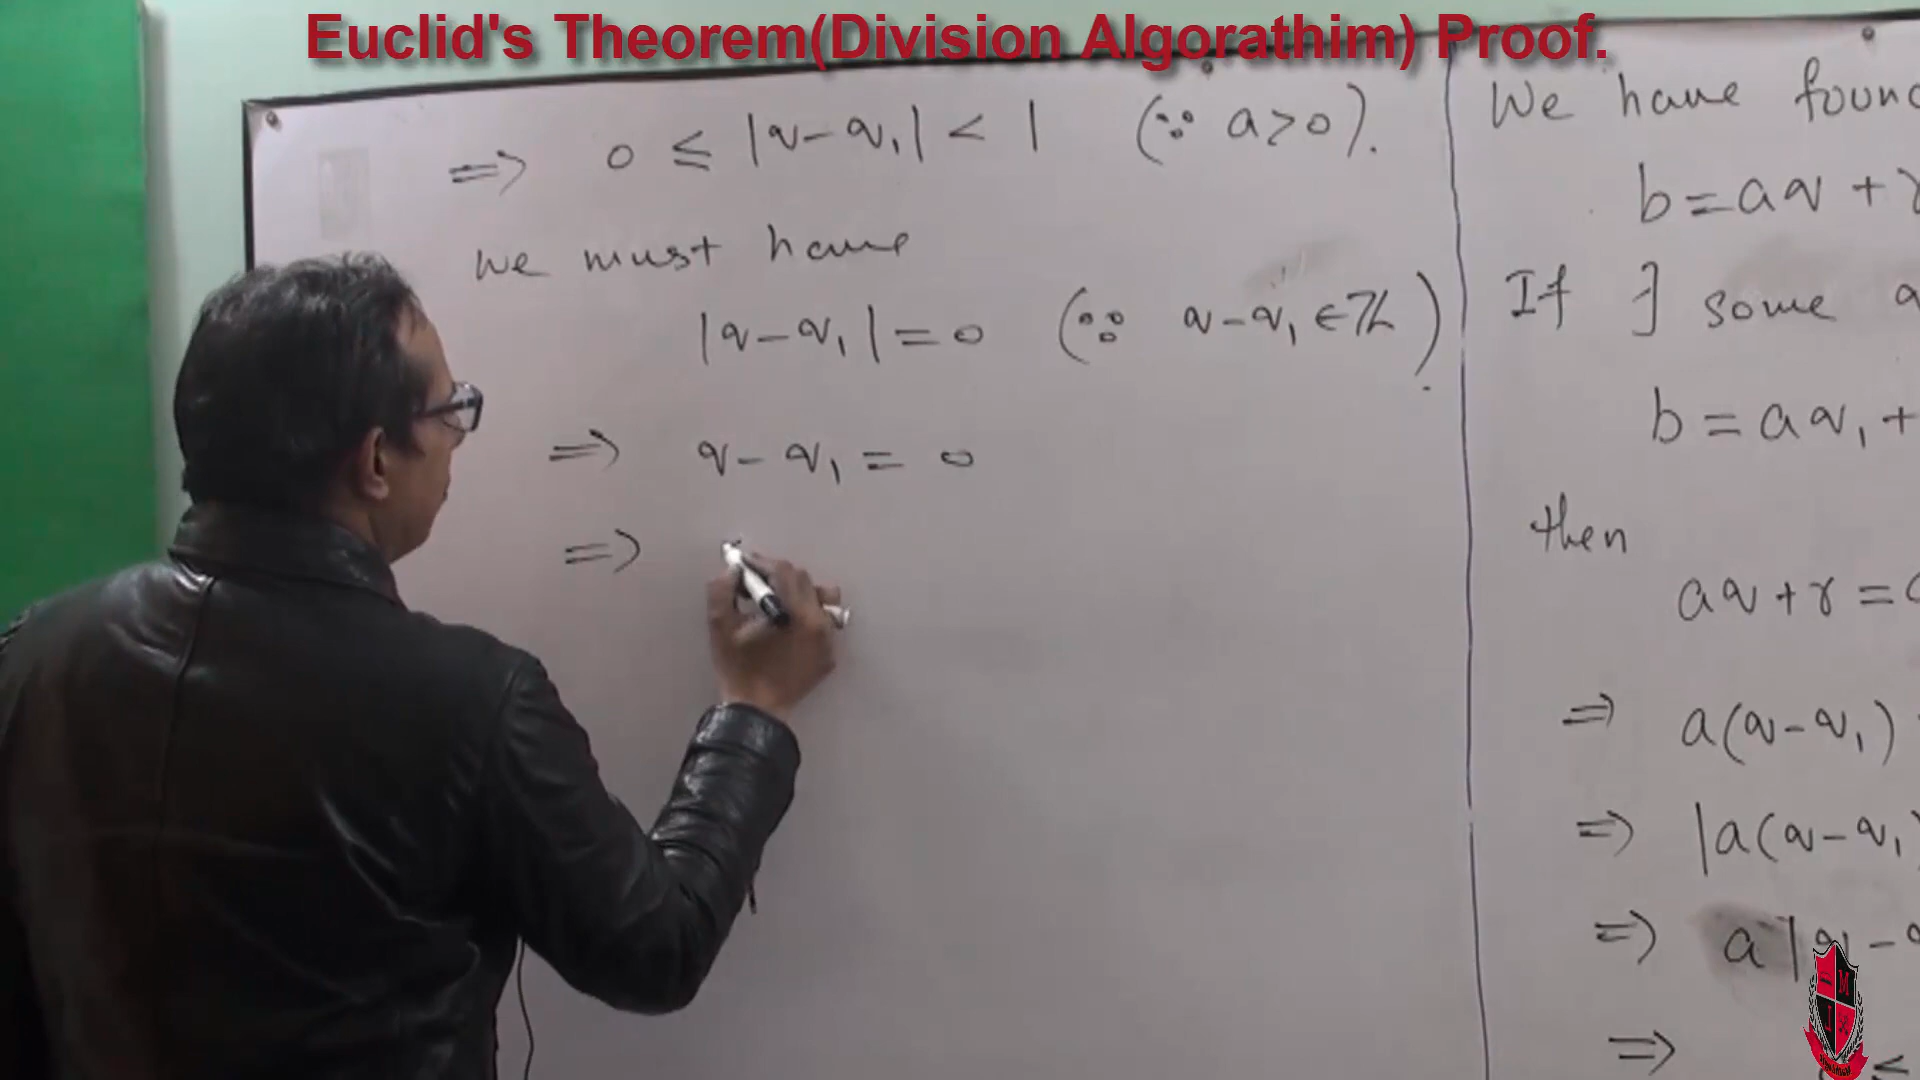 Euclid's Theorem(Division Algorathim) Proof.
⇒ 0 ≤ |q-q₁| < 1 (∵ a>0).
we must have
|q-q₁| = 0 (∵ q-q₁ ∈ ℤ).
⇒ q-q₁ = 0
⇒
We have foun
b = aq +
If ∃ some
b = aq₁ +
then
aq + r =
⇒ a(q-q₁)
⇒ |a(q-q₁)
⇒ a|q-
⇒ ≤
M
I